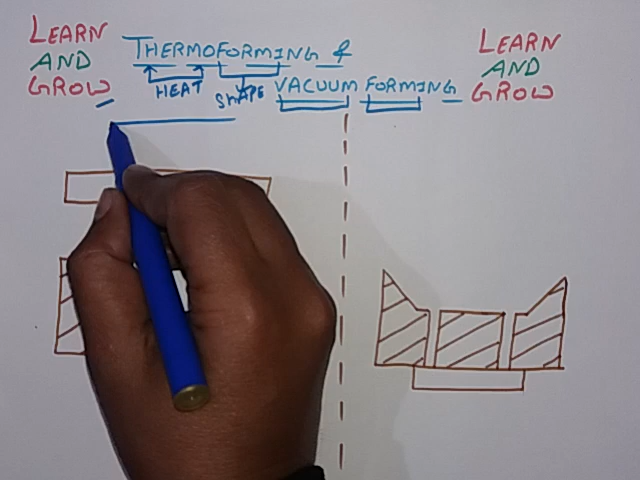 LEARN
AND
GROW
THERMOFORMING &
HEAT
SHAPE
VACUUM FORMING
LEARN
AND
GROW